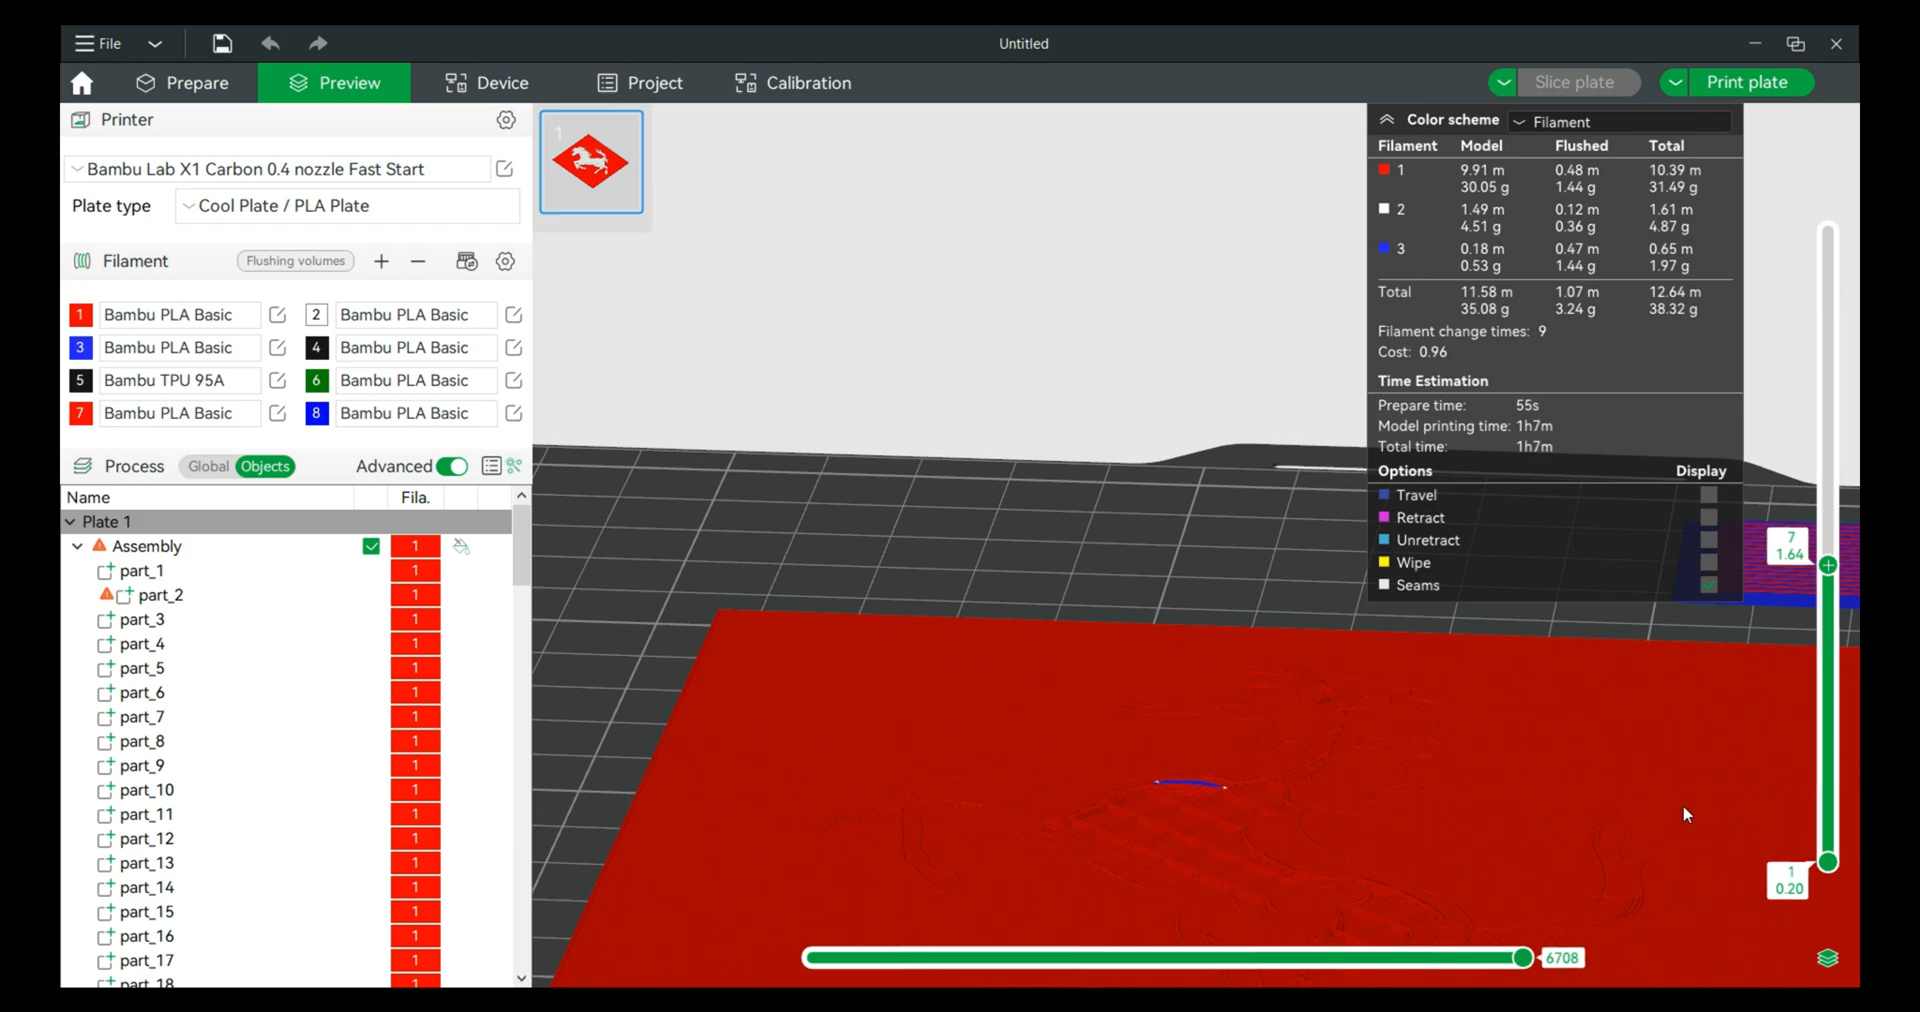 File
Untitled
Prepare
Preview
Device
Project
Calibration
Slice plate
Print plate
Printer
Bambu Lab X1 Carbon 0.4 nozzle Fast Start
Plate type
Cool Plate / PLA Plate
Filament
Flushing volumes
1 Bambu PLA Basic
2 Bambu PLA Basic
3 Bambu PLA Basic
4 Bambu PLA Basic
5 Bambu TPU 95A
6 Bambu PLA Basic
7 Bambu PLA Basic
8 Bambu PLA Basic
Process
Global
Objects
Advanced
Name Fila.
Plate 1
Assembly 1
part_1 1
part_2 1
part_3 1
part_4 1
part_5 1
part_6 1
part_7 1
part_8 1
part_9 1
part_10 1
part_11 1
part_12 1
part_13 1
part_14 1
part_15 1
part_16 1
part_17 1
part_18 1
1
Color scheme Filament
Filament Model Flushed Total
1 9.91 m 0.48 m 10.39 m
30.05 g 1.44 g 31.49 g
2 1.49 m 0.12 m 1.61 m
4.51 g 0.36 g 4.87 g
3 0.18 m 0.47 m 0.65 m
0.53 g 1.44 g 1.97 g
Total 11.58 m 1.07 m 12.64 m
35.08 g 3.24 g 38.32 g
Filament change times: 9
Cost: 0.96
Time Estimation
Prepare time: 55s
Model printing time: 1h7m
Total time: 1h7m
Options Display
Travel
Retract
Unretract
Wipe
Seams
7
1.64
1
0.20
6708